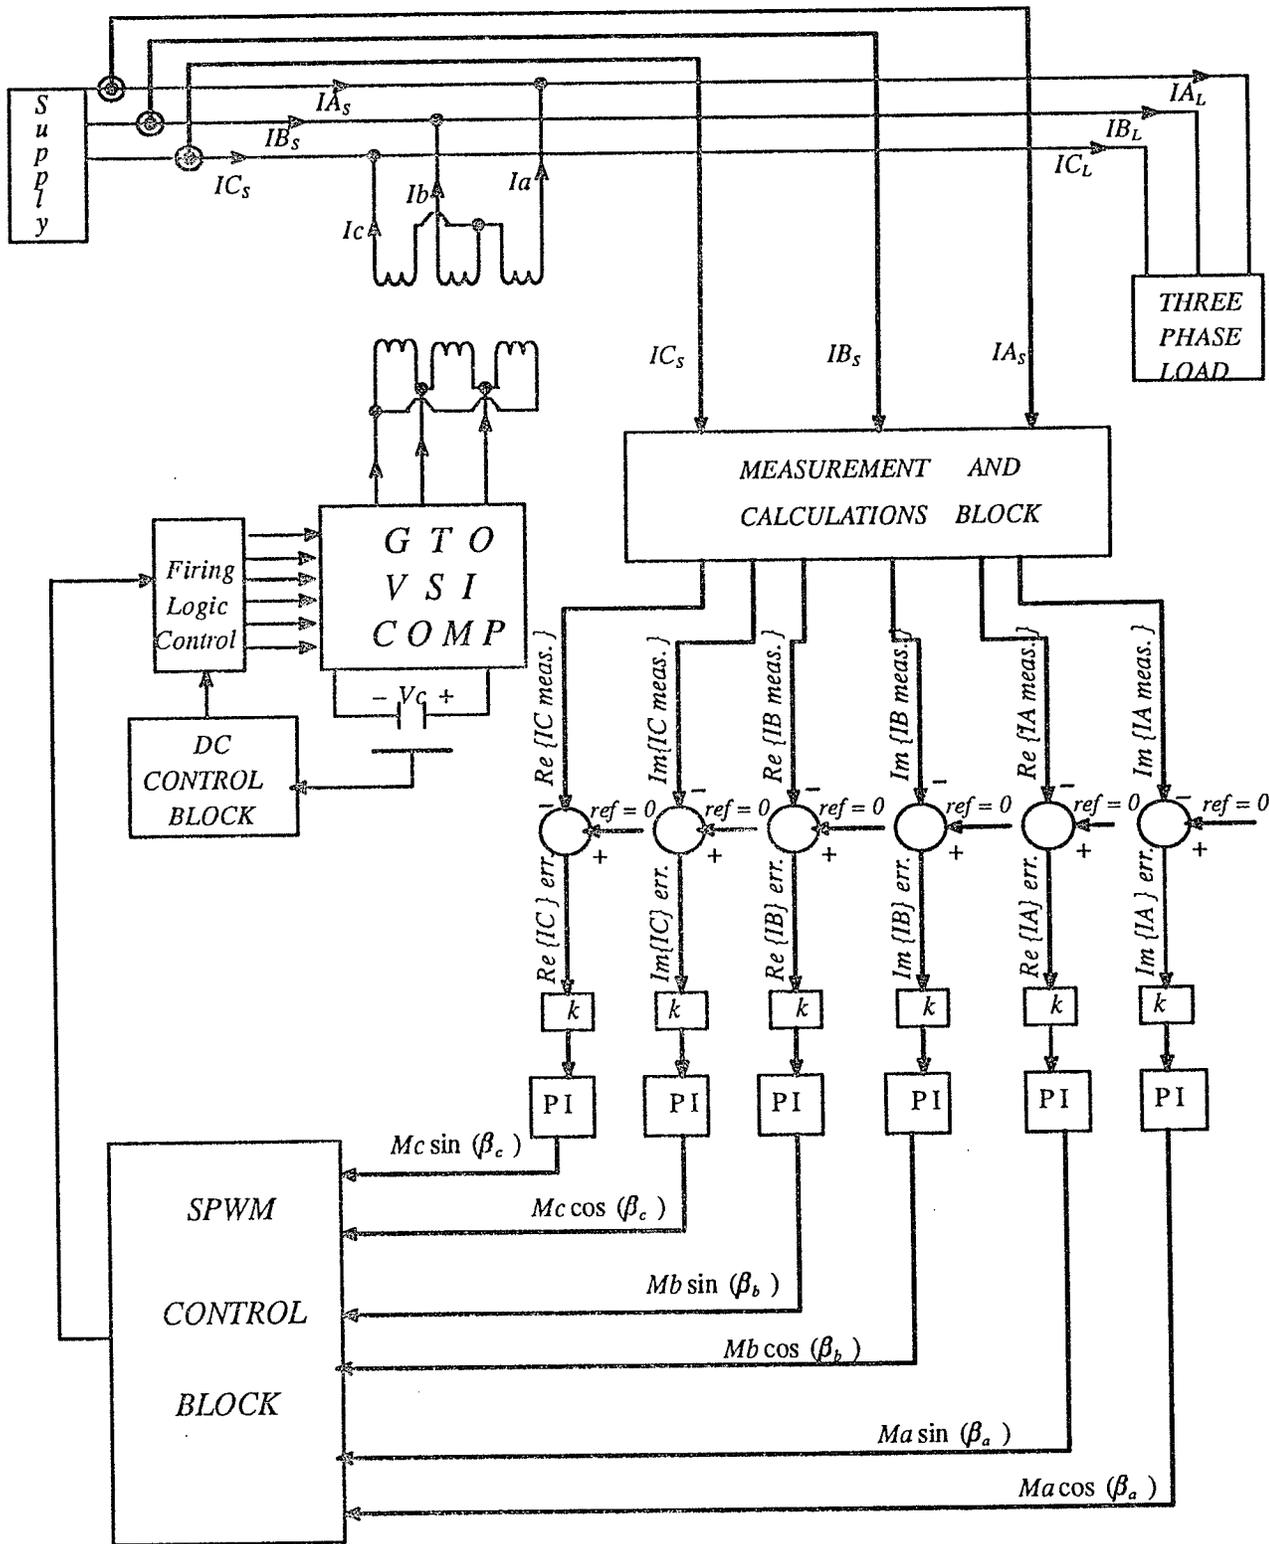 Supply
IA_S
IB_S
IC_S
IA_L
IB_L
IC_L
Ia
Ib
Ic
THREE
PHASE
LOAD
IC_S
IB_S
IA_S
MEASUREMENT AND
CALCULATIONS BLOCK
G T O
V S I
C O M P
Firing
Logic
Control
- Vc +
DC
CONTROL
BLOCK
Re {IC meas. }
Im{IC meas. }
Re {IB meas. }
Im {IB meas. }
Re {IA meas. }
Im {IA meas. }
- ref = 0 +
- ref = 0 +
- ref = 0 +
- ref = 0 +
- ref = 0 +
- ref = 0 +
Re {IC } err.
Im{IC} err.
Re {IB} err.
Im {IB} err.
Re {IA} err.
Im {IA } err.
k
k
k
k
k
k
PI
PI
PI
PI
PI
PI
Mc sin (β_c )
Mc cos (β_c )
Mb sin (β_b )
Mb cos (β_b )
Ma sin (β_a )
Ma cos (β_a )
SPWM
CONTROL
BLOCK